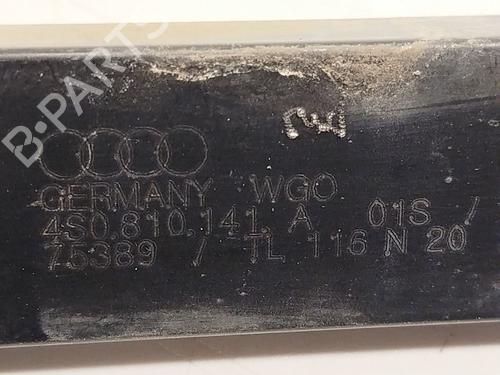 B-PARTS
GERMANY WGO
4S0.810.141. A 01S /
75389 / TL 116 N 20